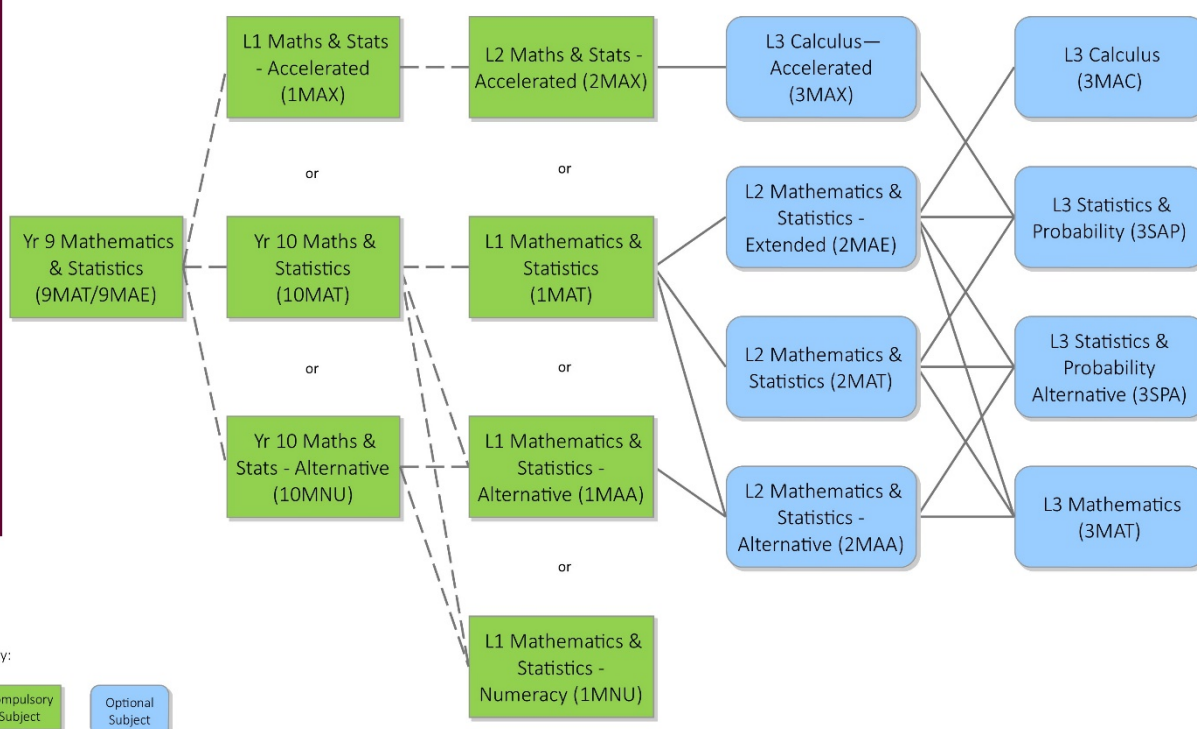 L1 Maths & Stats
- Accelerated
(1MAX)
L2 Maths & Stats -
Accelerated (2MAX)
L3 Calculus—
Accelerated
(3MAX)
L3 Calculus
(3MAC)
or
or
Yr 9 Mathematics
& Statistics
(9MAT/9MAE)
Yr 10 Maths &
Statistics
(10MAT)
L1 Mathematics &
Statistics
(1MAT)
L2 Mathematics &
Statistics -
Extended (2MAE)
L3 Statistics &
Probability (3SAP)
or
or
L2 Mathematics &
Statistics (2MAT)
L3 Statistics &
Probability
Alternative (3SPA)
Yr 10 Maths &
Stats - Alternative
(10MNU)
L1 Mathematics &
Statistics -
Alternative (1MAA)
L2 Mathematics &
Statistics -
Alternative (2MAA)
L3 Mathematics
(3MAT)
or
L1 Mathematics &
Statistics -
Numeracy (1MNU)
y:
ompulsory
Subject
Optional
Subject